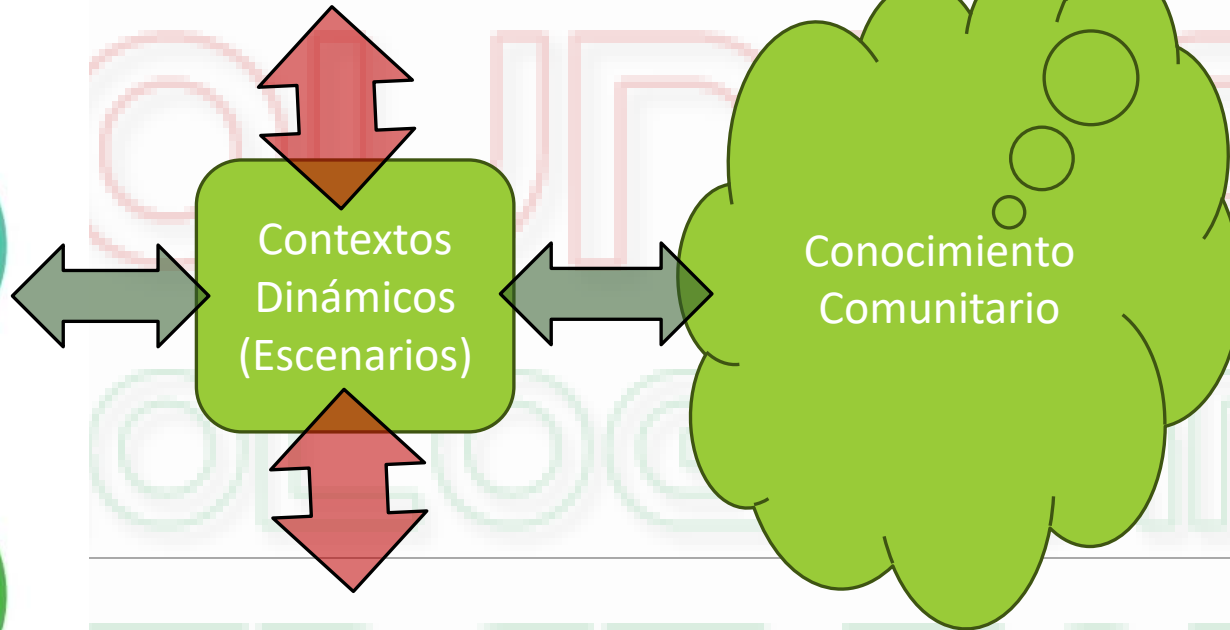 Contextos
Dinámicos
(Escenarios)
Conocimiento
Comunitario